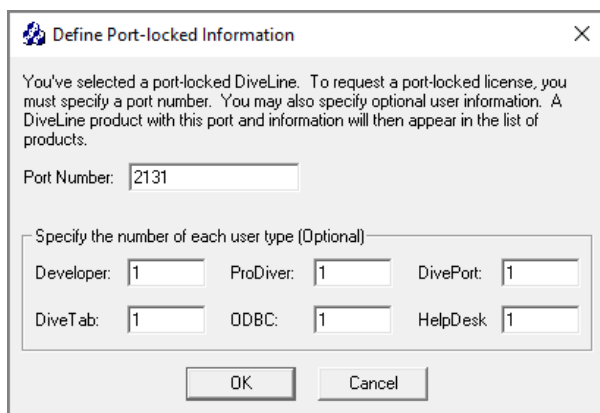 Define Port-locked Information
You've selected a port-locked DiveLine. To request a port-locked license, you
must specify a port number. You may also specify optional user information. A
DiveLine product with this port and information will then appear in the list of
products.
Port Number: 2131
Specify the number of each user type (Optional)
Developer: 1 ProDiver: 1 DivePort: 1
DiveTab: 1 ODBC: 1 HelpDesk 1
OK Cancel